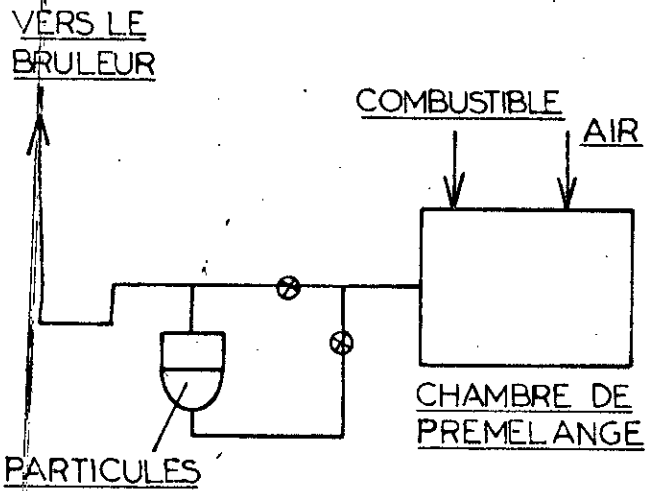 VERS LE
BRULEUR
COMBUSTIBLE
AIR
CHAMBRE DE
PREMELANGE
PARTICULES